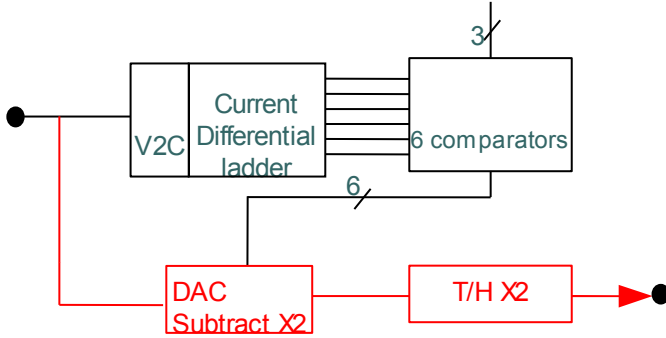 3
Current
Differential
ladder
V2C
6 comparators
6
DAC
Subtract X2
T/H X2